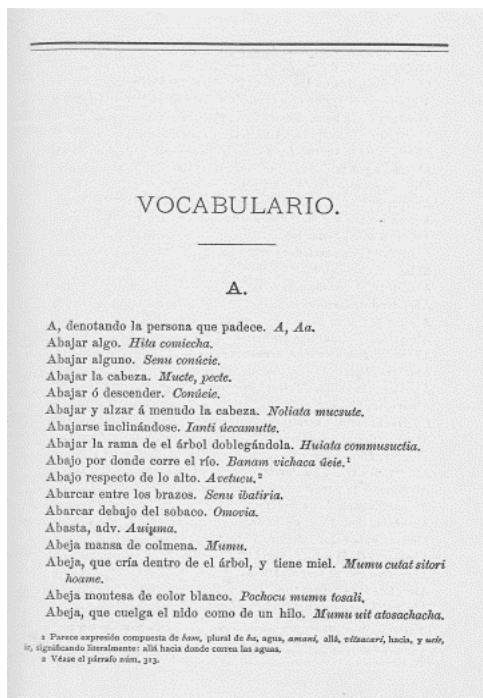 VOCABULARIO.
A.
A, denotando la persona que padece. A, Aa.
Abajar algo. Hita comiccha.
Abajar alguno. Senu conúcie.
Abajar la cabeza. Mucte, pecte.
Abajar ó descender. Conúcie.
Abajar y alzar á menudo la cabeza. Noliata mucsute.
Abajarse inclinándose. Ianti úccamutte.
Abajar la rama de el árbol doblegándola. Huiata commusuctia.
Abajo por donde corre el río. Banam vichaca úeie.¹
Abajo respecto de lo alto. Avetucu.²
Abarcar entre los brazos. Senu ibatiria.
Abarcar debajo del sobaco. Omovia.
Abasta, adv. Auiuma.
Abeja mansa de colmena. Mumu.
Abeja, que cría dentro de el árbol, y tiene miel. Mumu cutat sitori
hoame.
Abeja montesa de color blanco. Pochocu mumu tosali.
Abeja, que cuelga el nido como de un hilo. Mumu uit atosachacha.
1 Parece expresión compuesta de bam, plural de ba, agua, amani, allá, vitzacari, hacia, y ueie,
ir, significando literalmente: allá hacia donde corren las aguas.
2 Véase el párrafo núm. 313.